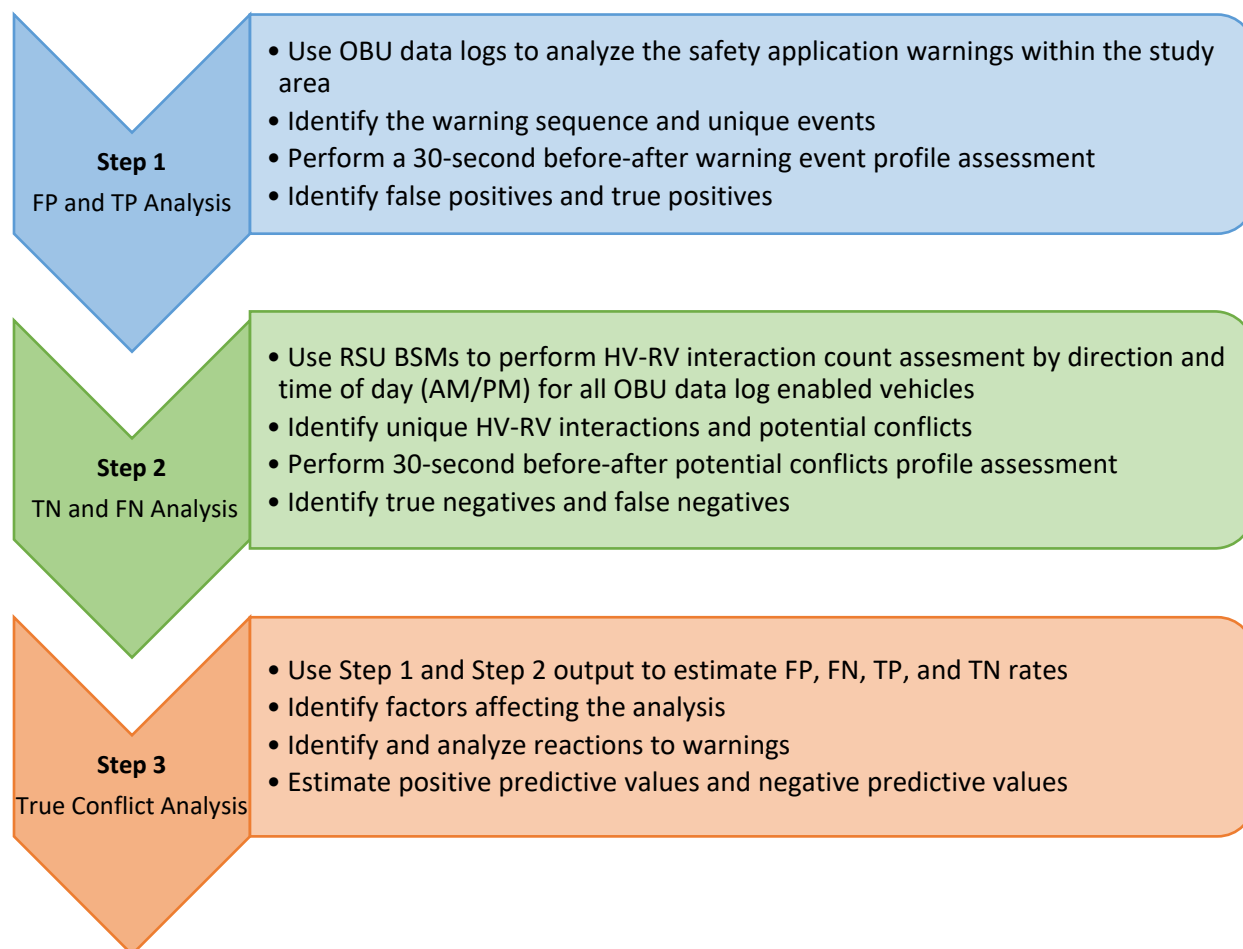 Step 1
FP and TP Analysis
• Use OBU data logs to analyze the safety application warnings within the study
area
• Identify the warning sequence and unique events
• Perform a 30-second before-after warning event profile assessment
• Identify false positives and true positives
Step 2
TN and FN Analysis
• Use RSU BSMs to perform HV-RV interaction count assesment by direction and
time of day (AM/PM) for all OBU data log enabled vehicles
• Identify unique HV-RV interactions and potential conflicts
• Perform 30-second before-after potential conflicts profile assessment
• Identify true negatives and false negatives
Step 3
True Conflict Analysis
• Use Step 1 and Step 2 output to estimate FP, FN, TP, and TN rates
• Identify factors affecting the analysis
• Identify and analyze reactions to warnings
• Estimate positive predictive values and negative predictive values